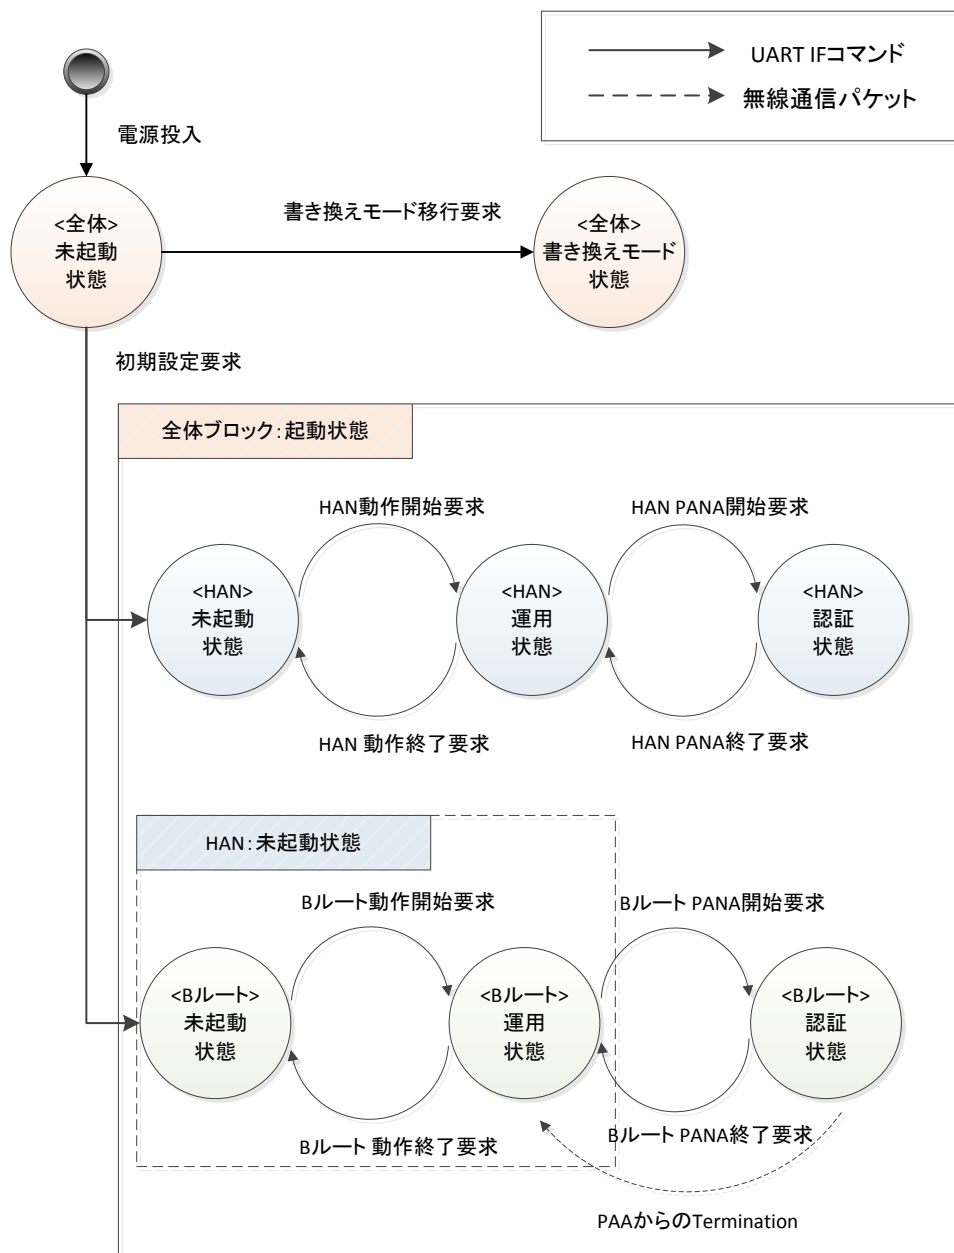 UART IFコマンド
無線通信パケット
電源投入
<全体>
未起動
状態
書き換えモード移行要求
<全体>
書き換えモード
状態
初期設定要求
全体ブロック:起動状態
HAN動作開始要求
HAN PANA開始要求
<HAN>
未起動
状態
<HAN>
運用
状態
<HAN>
認証
状態
HAN 動作終了要求
HAN PANA終了要求
HAN:未起動状態
Bルート動作開始要求
Bルート PANA開始要求
<Bルート>
未起動
状態
<Bルート>
運用
状態
<Bルート>
認証
状態
Bルート 動作終了要求
Bルート PANA終了要求
PAAからのTermination